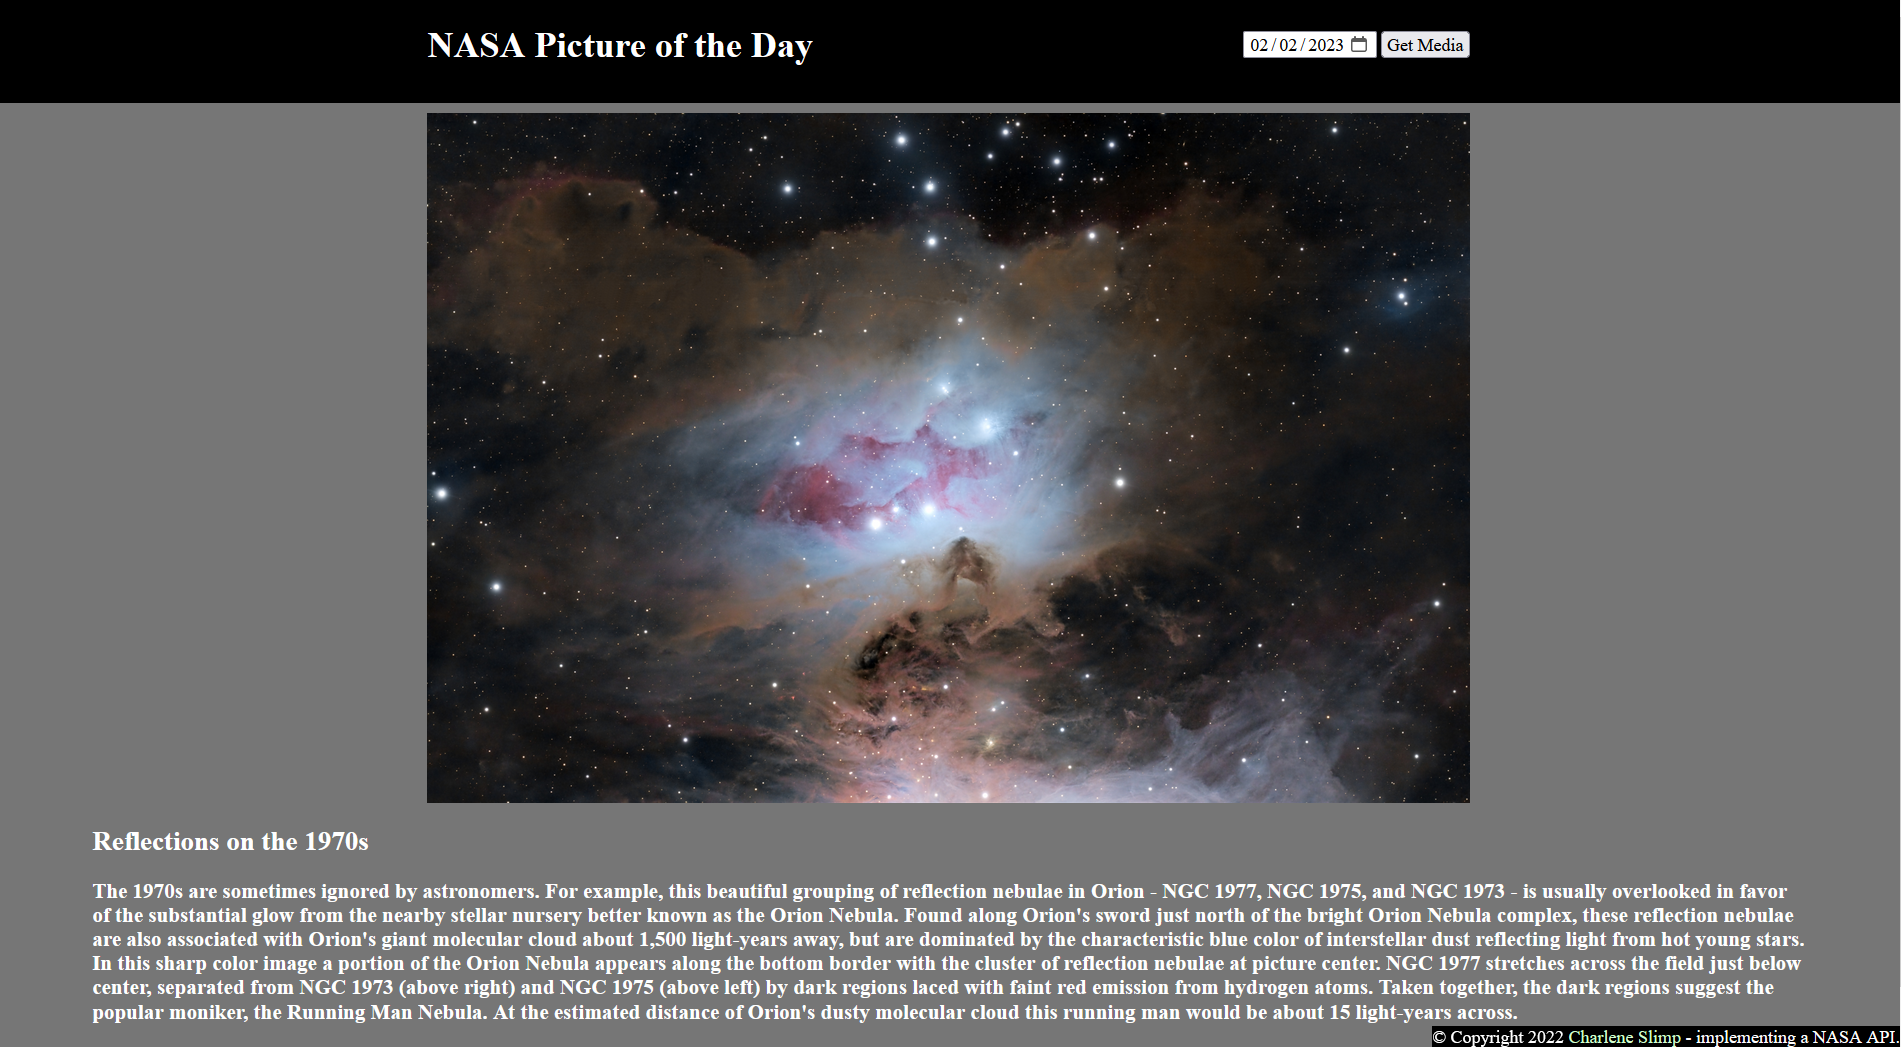 NASA Picture of the Day
02/02/2023 Get Media
Reflections on the 1970s
The 1970s are sometimes ignored by astronomers. For example, this beautiful grouping of reflection nebulae in Orion - NGC 1977, NGC 1975, and NGC 1973 - is usually overlooked in favor
of the substantial glow from the nearby stellar nursery better known as the Orion Nebula. Found along Orion's sword just north of the bright Orion Nebula complex, these reflection nebulae
are also associated with Orion's giant molecular cloud about 1,500 light-years away, but are dominated by the characteristic blue color of interstellar dust reflecting light from hot young stars.
In this sharp color image a portion of the Orion Nebula appears along the bottom border with the cluster of reflection nebulae at picture center. NGC 1977 stretches across the field just below
center, separated from NGC 1973 (above right) and NGC 1975 (above left) by dark regions laced with faint red emission from hydrogen atoms. Taken together, the dark regions suggest the
popular moniker, the Running Man Nebula. At the estimated distance of Orion's dusty molecular cloud this running man would be about 15 light-years across.
© Copyright 2022 Charlene Slimp - implementing a NASA API.